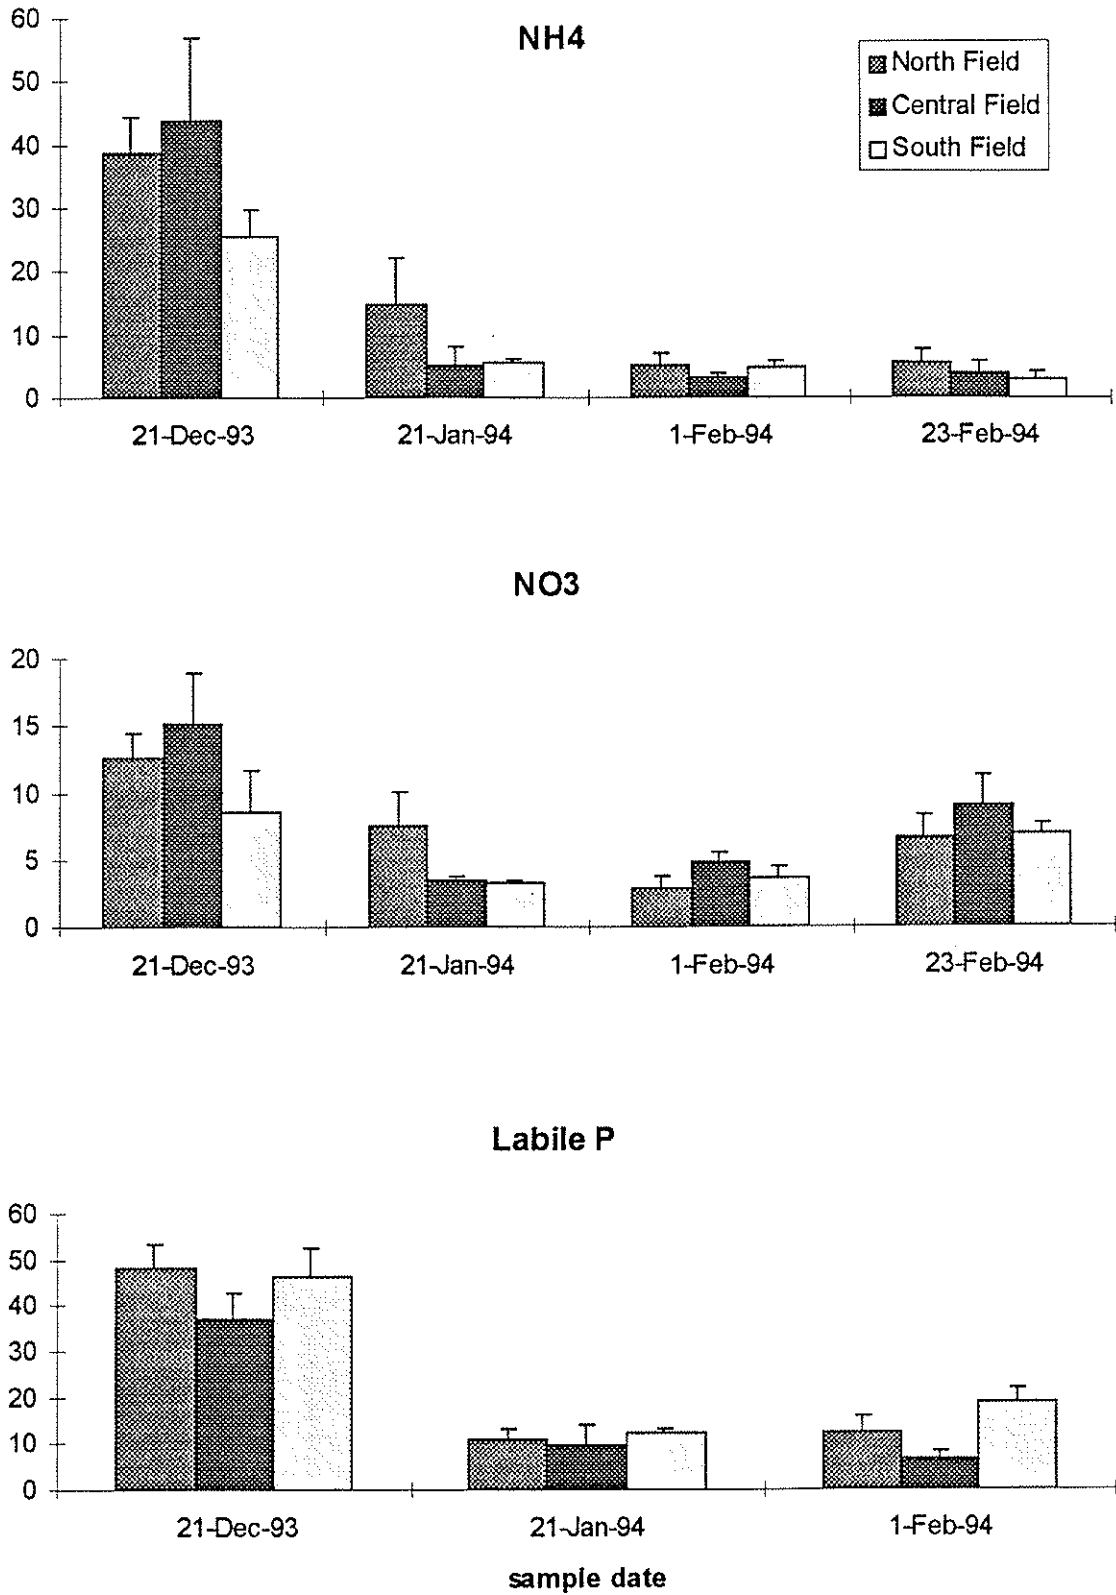 NH4
60
50
40
30
20
10
0
North Field
Central Field
South Field
21-Dec-93 21-Jan-94 1-Feb-94 23-Feb-94
NO3
20
15
10
5
0
21-Dec-93 21-Jan-94 1-Feb-94 23-Feb-94
Labile P
60
50
40
30
20
10
0
21-Dec-93 21-Jan-94 1-Feb-94
sample date